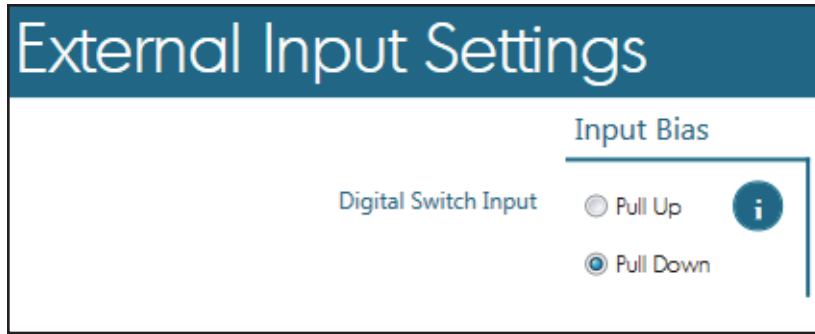 External Input Settings
Input Bias
Digital Switch Input
Pull Up
i
Pull Down